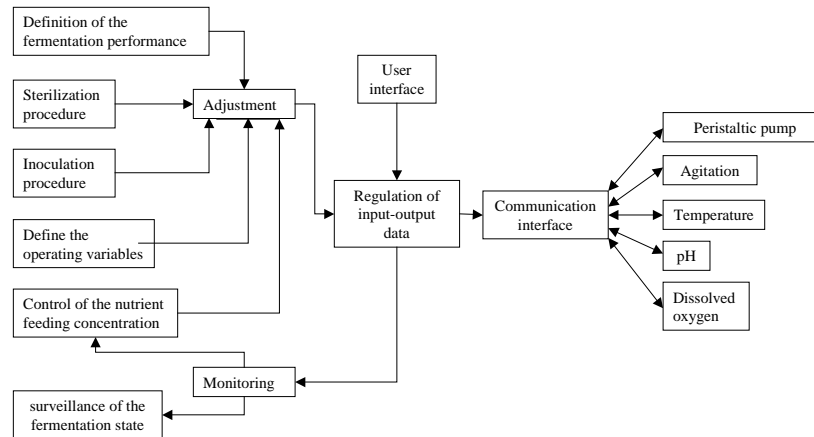 Definition of the
fermentation performance
Sterilization
procedure
Adjustment
User
interface
Inoculation
procedure
Define the
operating variables
Control of the nutrient
feeding concentration
Monitoring
surveillance of the
fermentation state
Regulation of
input-output
data
Communication
interface
Peristaltic pump
Agitation
Temperature
pH
Dissolved
oxygen